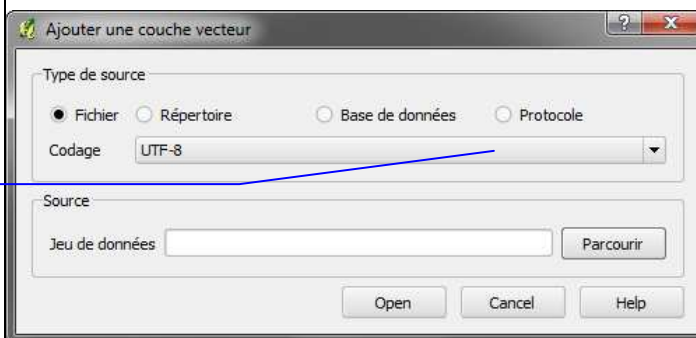 Ajouter une couche vecteur
Type de source
Fichier Répertoire Base de données Protocole
Codage UTF-8
Source
Jeu de données Parcourir
Open Cancel Help